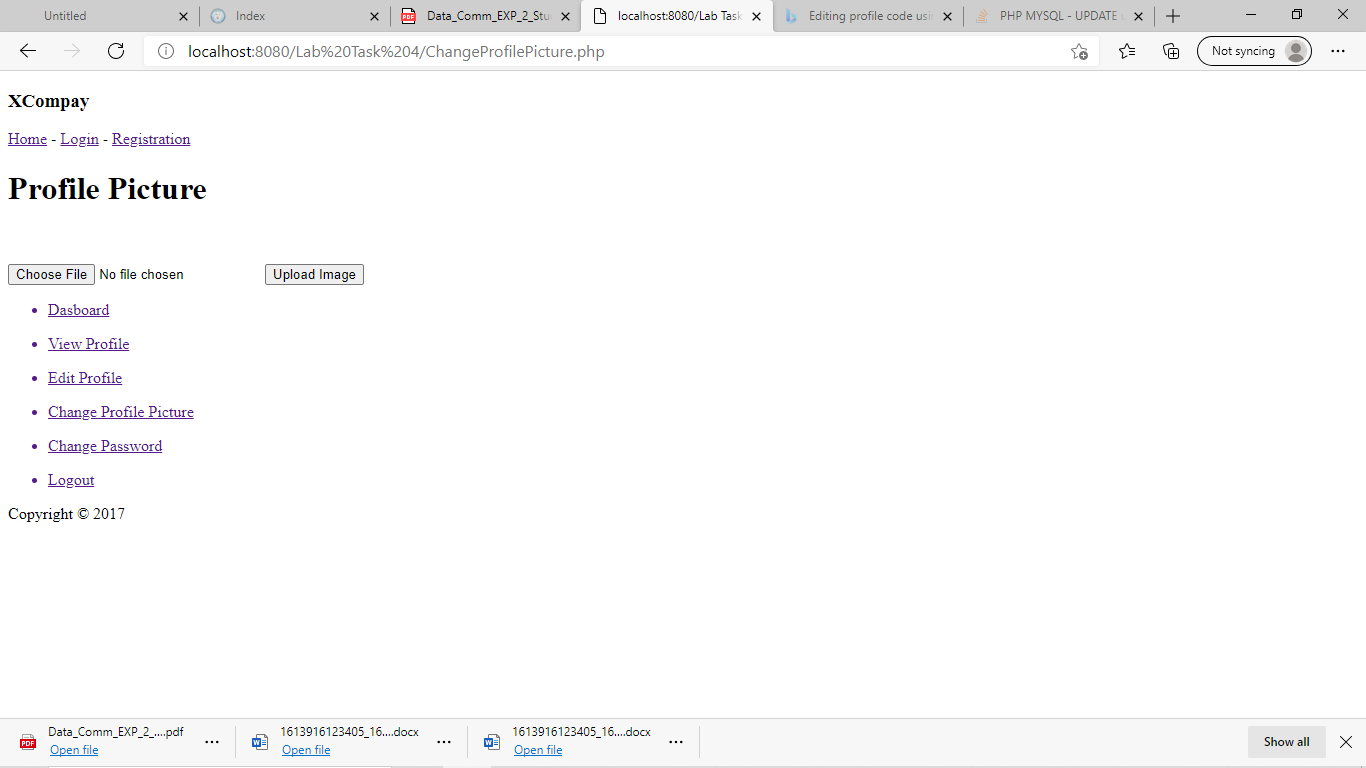 Untitled
Index
Data_Comm_EXP_2_Stu
localhost:8080/Lab Task
Editing profile code usi
PHP MYSQL - UPDATE
localhost:8080/Lab%20Task%204/ChangeProfilePicture.php
Not syncing
XCompay
Home - Login - Registration
Profile Picture
Choose File No file chosen Upload Image
• Dasboard
• View Profile
• Edit Profile
• Change Profile Picture
• Change Password
• Logout
Copyright © 2017
Data_Comm_EXP_2_....pdf
Open file
1613916123405_16....docx
Open file
1613916123405_16....docx
Open file
Show all